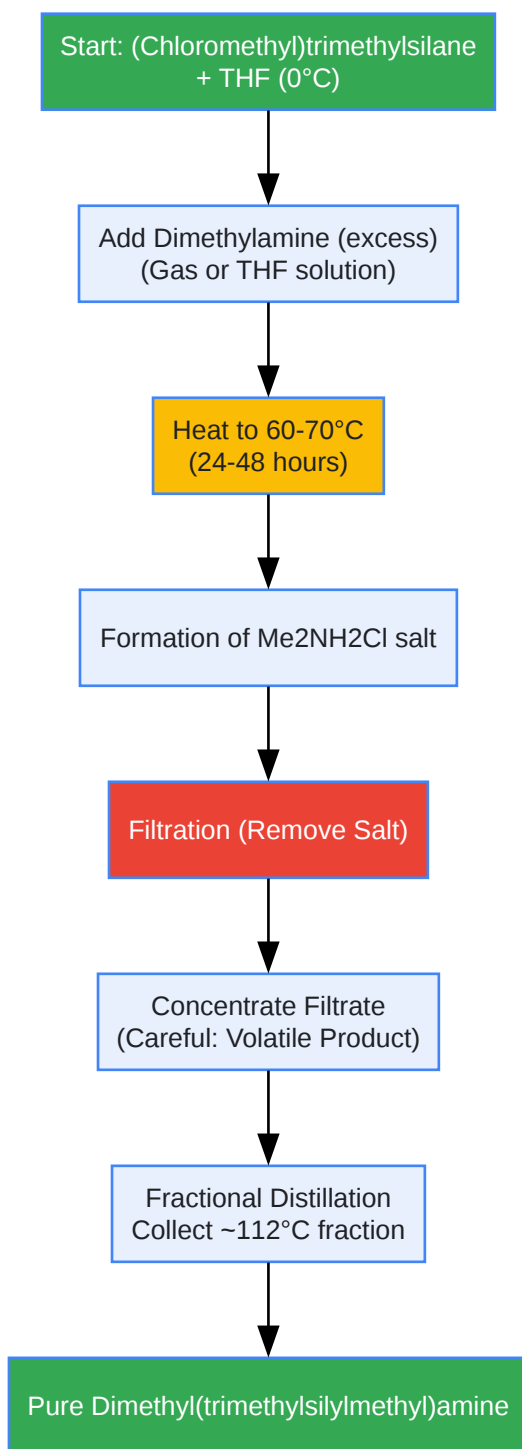 Start: (Chloromethyl)trimethylsilane
+ THF (0°C)
Add Dimethylamine (excess)
(Gas or THF solution)
Heat to 60-70°C
(24-48 hours)
Formation of Me2NH2Cl salt
Filtration (Remove Salt)
Concentrate Filtrate
(Careful: Volatile Product)
Fractional Distillation
Collect ~112°C fraction
Pure Dimethyl(trimethylsilylmethyl)amine